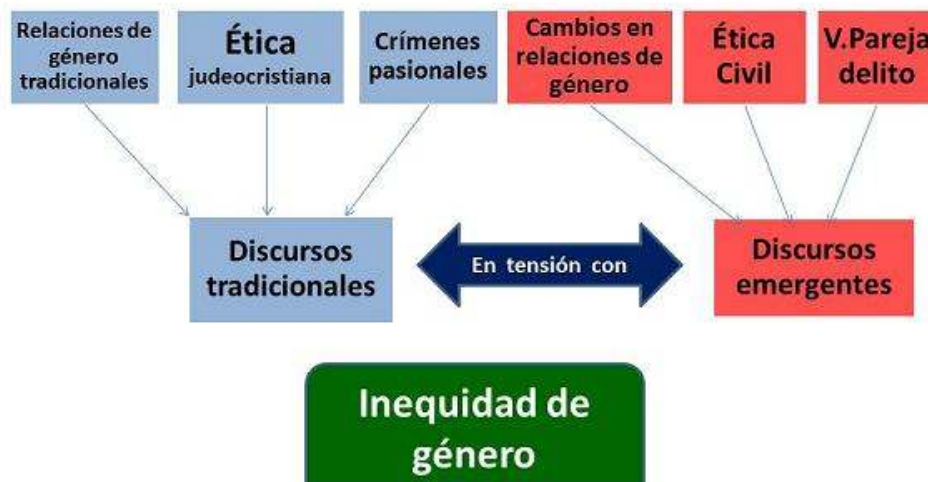 Relaciones de
género
tradicionales
Ética
judeocristiana
Crímenes
pasionales
Cambios en
relaciones de
género
Ética
Civil
V.Pareja
delito
Discursos
tradicionales
En tensión con
Discursos
emergentes
Inequidad de
género